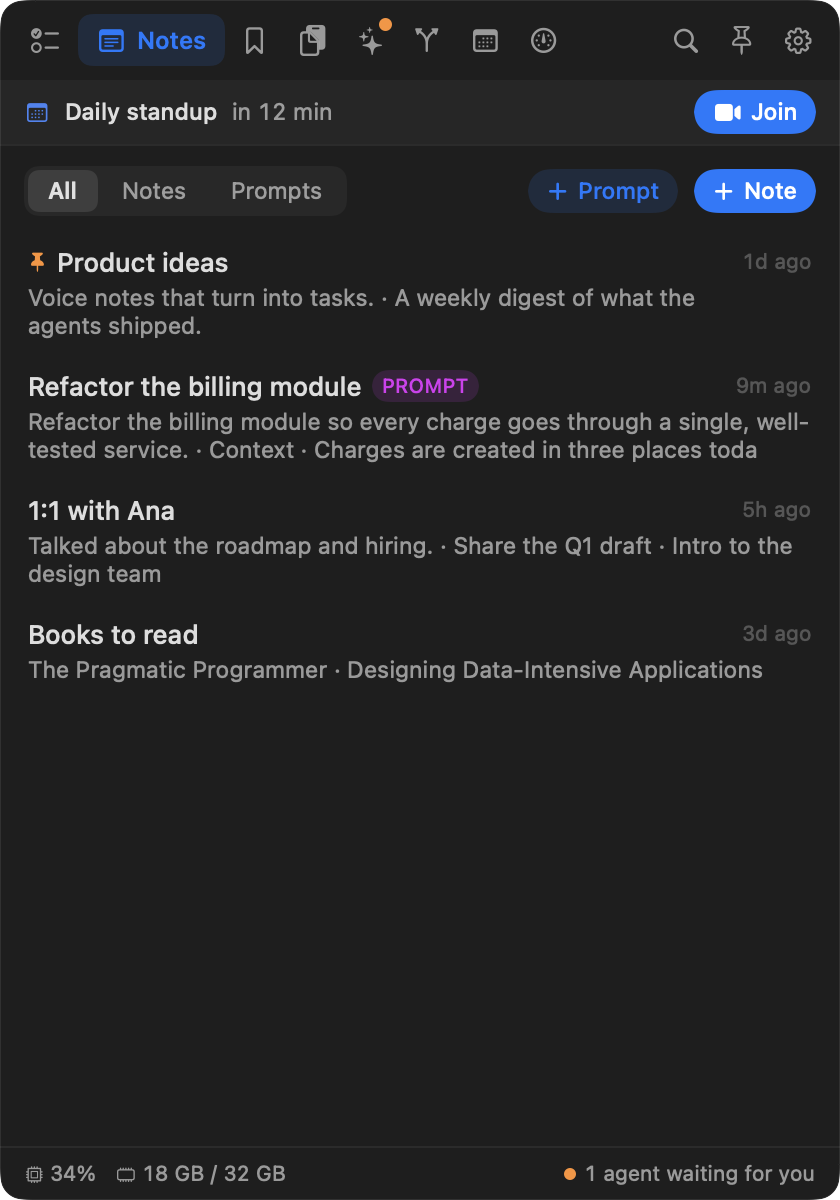 Notes
Daily standup in 12 min
Join
All Notes Prompts
+ Prompt
+ Note
Product ideas 1d ago
Voice notes that turn into tasks. · A weekly digest of what the
agents shipped.
Refactor the billing module PROMPT 9m ago
Refactor the billing module so every charge goes through a single, well-
tested service. · Context · Charges are created in three places toda
1:1 with Ana 5h ago
Talked about the roadmap and hiring. · Share the Q1 draft · Intro to the
design team
Books to read 3d ago
The Pragmatic Programmer · Designing Data-Intensive Applications
34% 18 GB / 32 GB
1 agent waiting for you